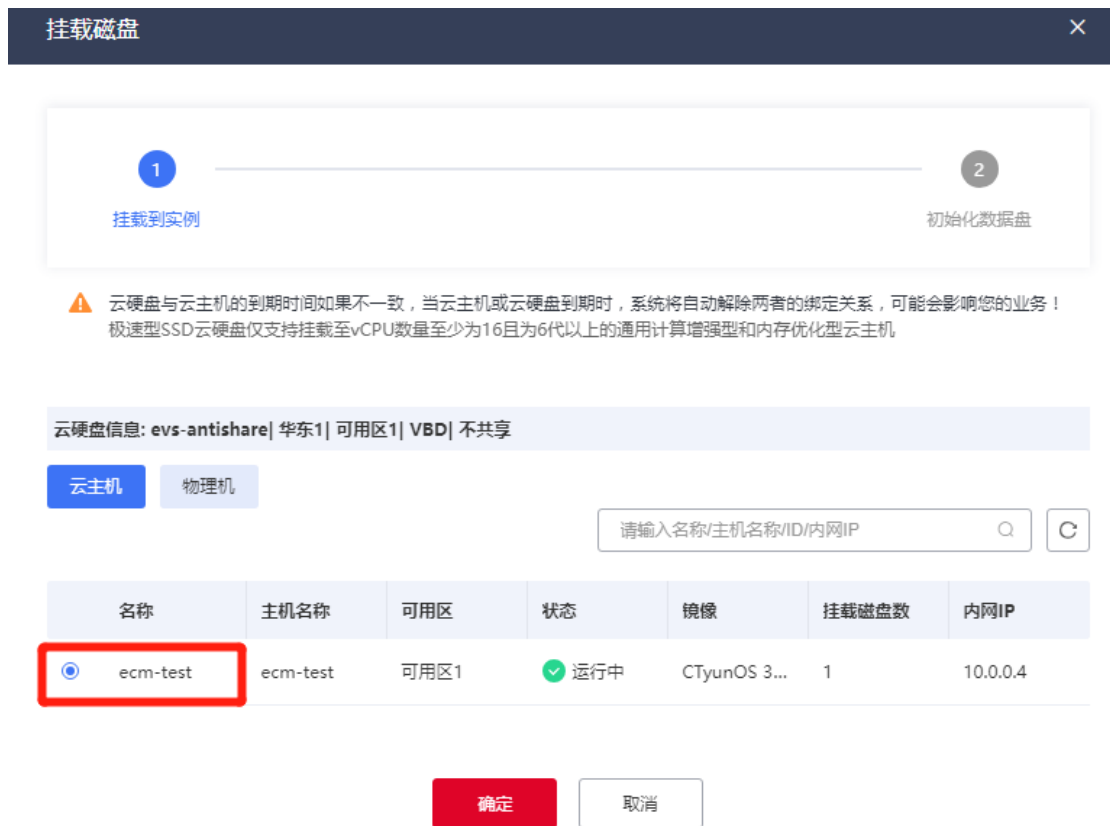 挂载磁盘
1
2
挂载到实例
初始化数据盘
云硬盘与云主机的到期时间如果不一致，当云主机或云硬盘到期时，系统将自动解除两者的绑定关系，可能会影响您的业务！
极速型SSD云硬盘仅支持挂载至vCPU数量至少为16且为6代以上的通用计算增强型和内存优化型云主机
云硬盘信息: evs-antishare| 华东1| 可用区1| VBD| 不共享
云主机 物理机
请输入名称/主机名称/ID/内网IP
名称 主机名称 可用区 状态 镜像 挂载磁盘数 内网IP
ecm-test ecm-test 可用区1 运行中 CTyunOS 3... 1 10.0.0.4
确定 取消